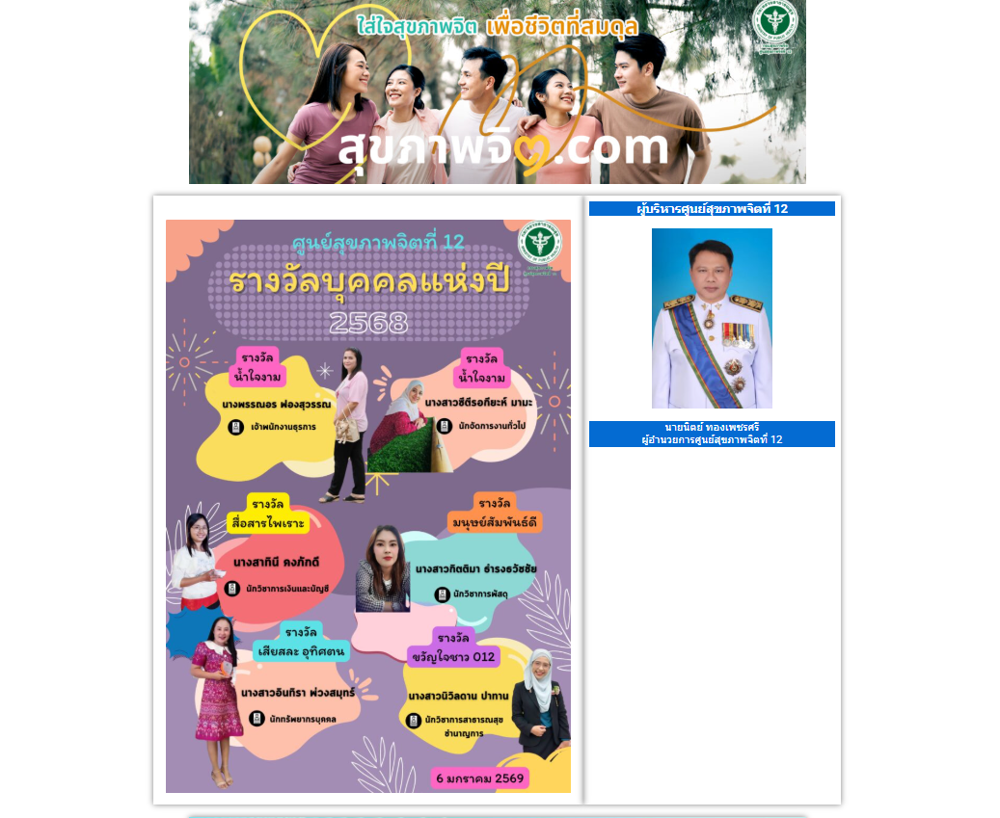 ใส่ใจสุขภาพจิต เพื่อชีวิตที่สมดุล
สุขภาพจิต.com
ผู้บริหารศูนย์สุขภาพจิตที่ 12
นายนิตย์ ทองเพชรศรี
ผู้อำนวยการศูนย์สุขภาพจิตที่ 12
ศูนย์สุขภาพจิตที่ 12
รางวัลบุคคลแห่งปี
2568
รางวัล
น้ำใจงาม
นางพรรณอร ฟองสุวรรณ
เจ้าพนักงานธุรการ
รางวัล
น้ำใจงาม
นางสาวซีตีรอกียะห์ มามะ
นักจัดการงานทั่วไป
รางวัล
สื่อสารไพเราะ
นางสาทินี คงภักดี
นักวิชาการเงินและบัญชี
รางวัล
มนุษย์สัมพันธ์ดี
นางสาวกิตติมา ธำรงธวัชชัย
นักวิชาการพัสดุ
รางวัล
เสียสละ อุทิศตน
นางสาวอินทิรา พ่วงสมุทร์
นักทรัพยากรบุคคล
รางวัล
ขวัญใจชาว 012
นางสาวนิวิลดาน ปาทาน
นักวิชาการสาธารณสุข
ชำนาญการ
6 มกราคม 2569